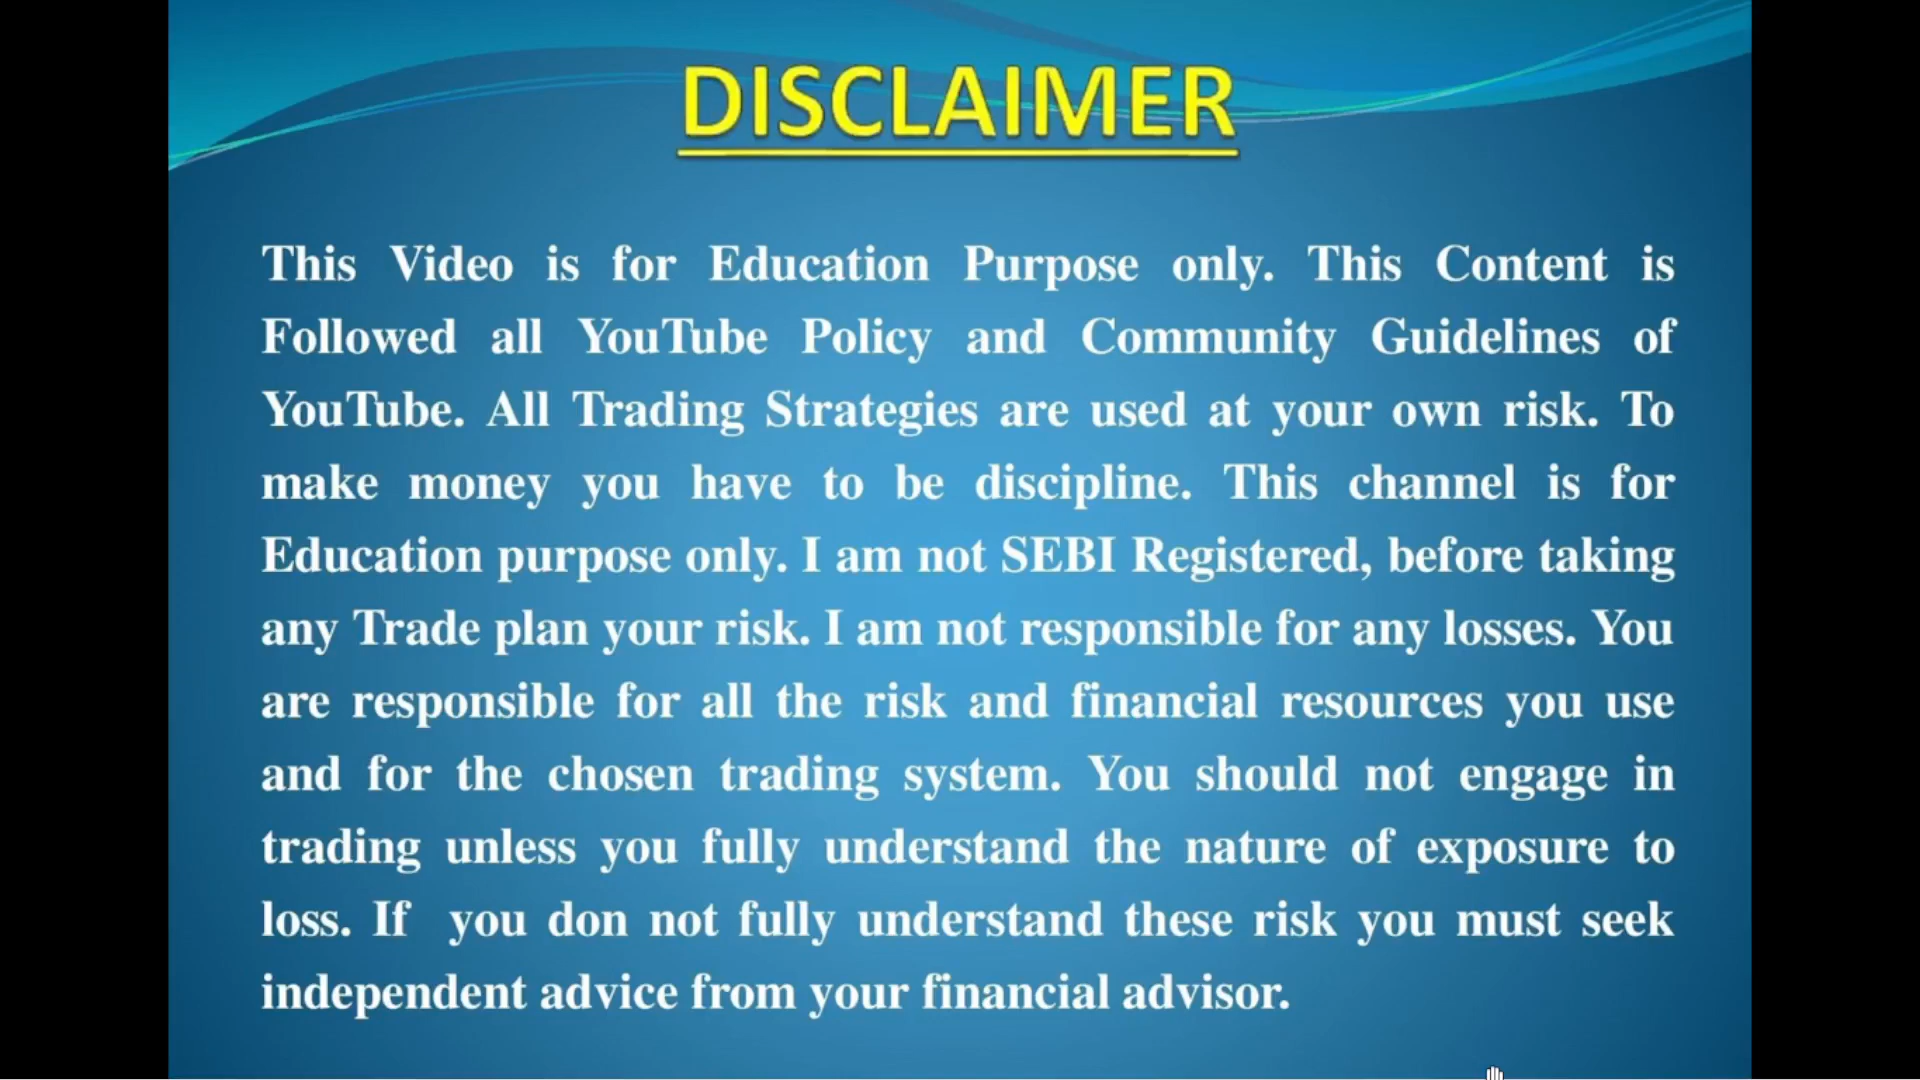 DISCLAIMER
This Video is for Education Purpose only. This Content is
Followed all YouTube Policy and Community Guidelines of
YouTube. All Trading Strategies are used at your own risk. To
make money you have to be discipline. This channel is for
Education purpose only. I am not SEBI Registered, before taking
any Trade plan your risk. I am not responsible for any losses. You
are responsible for all the risk and financial resources you use
and for the chosen trading system. You should not engage in
trading unless you fully understand the nature of exposure to
loss. If you don not fully understand these risk you must seek
independent advice from your financial advisor.